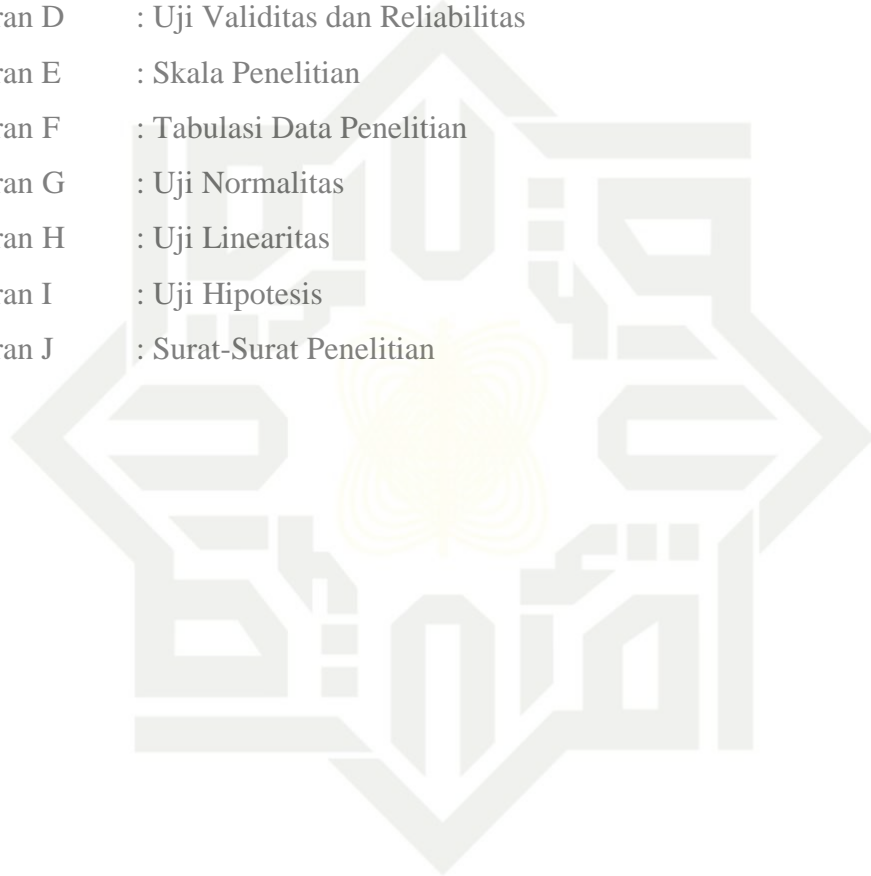 ran D : Uji Validitas dan Reliabilitas
ran E : Skala Penelitian
ran F : Tabulasi Data Penelitian
ran G : Uji Normalitas
ran H : Uji Linearitas
ran I : Uji Hipotesis
ran J : Surat-Surat Penelitian